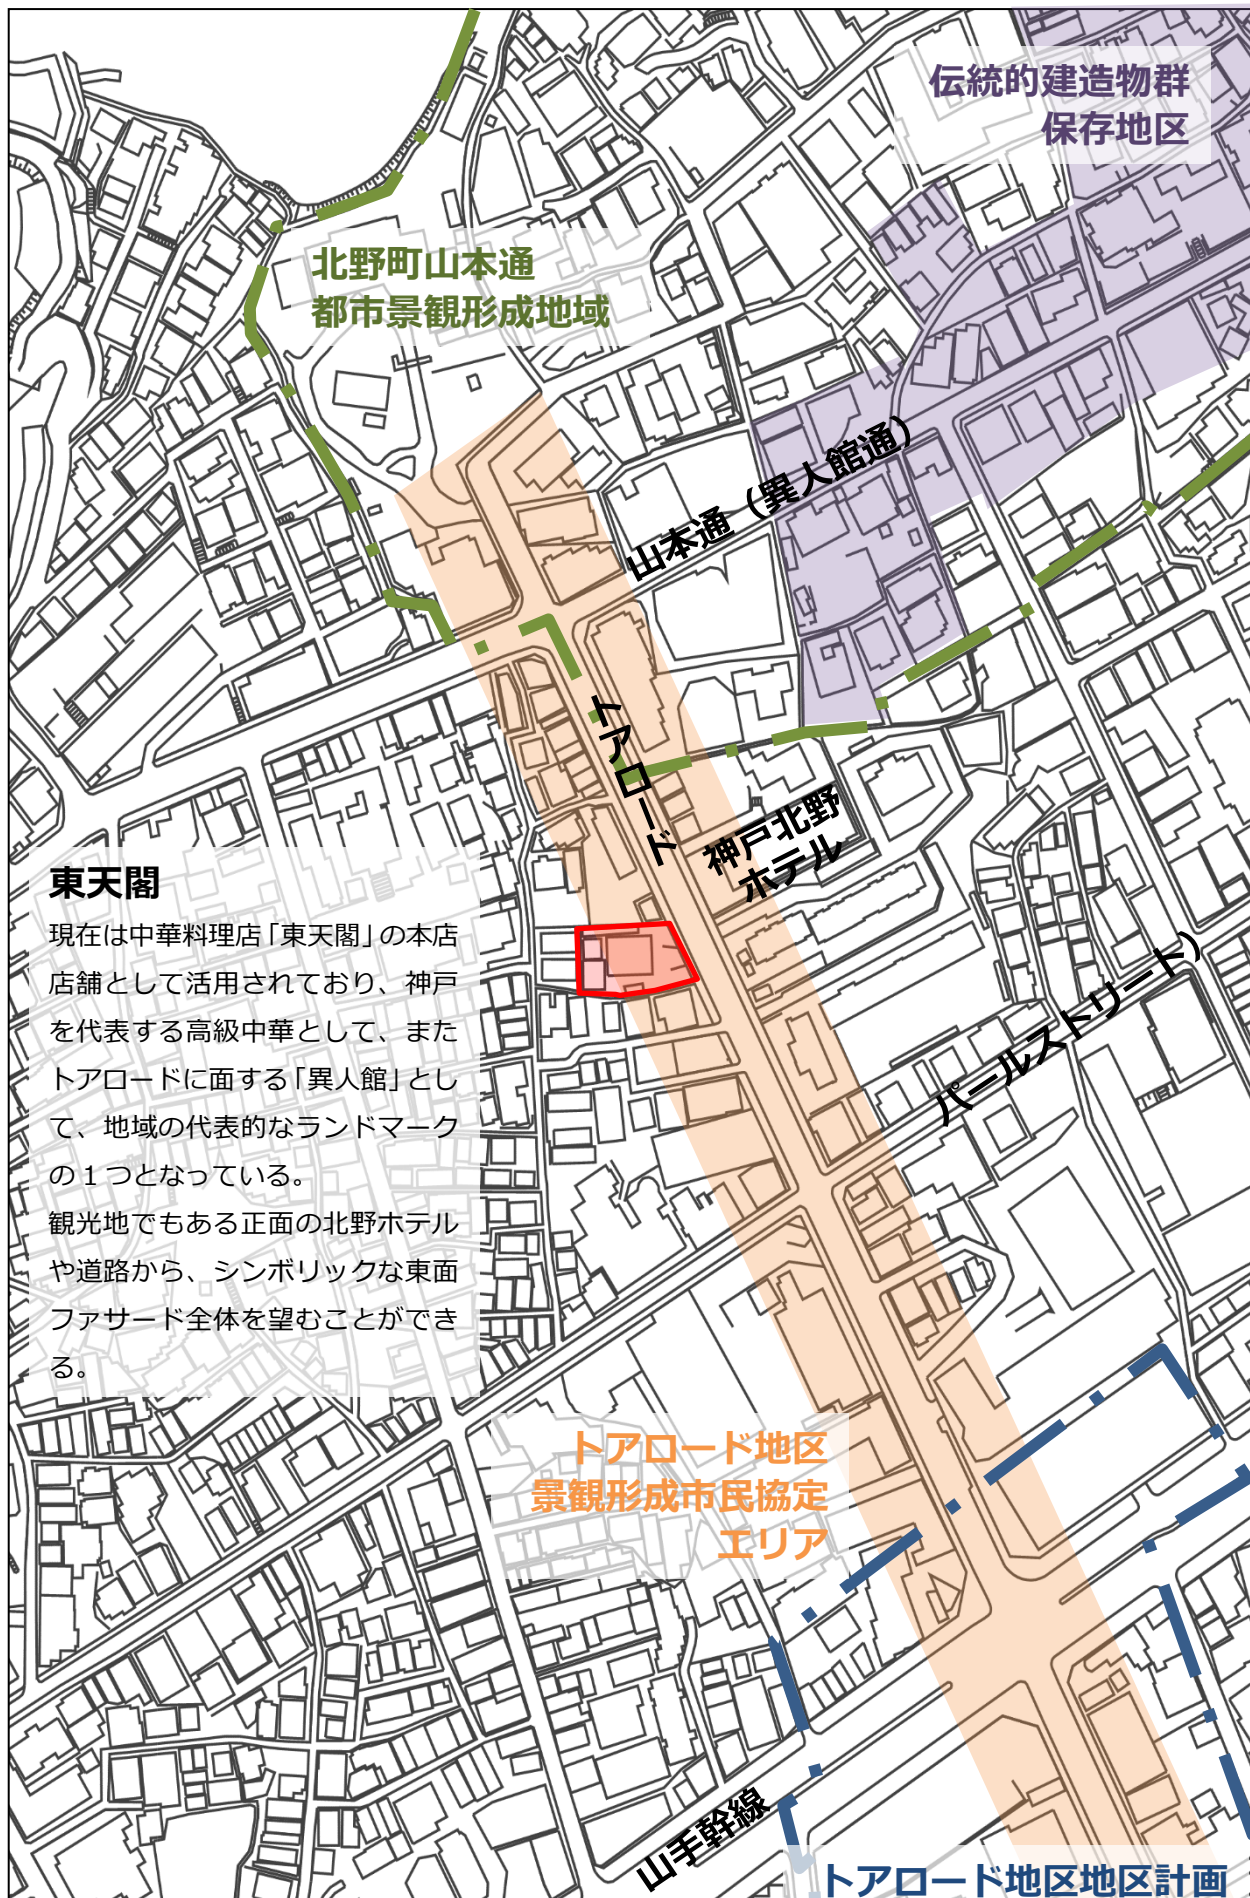 伝統的建造物群
保存地区
北野町山本通
都市景観形成地域
山本通（異人館通）
トアロード
神戸北野
ホテル
東天閣
現在は中華料理店「東天閣」の本店
店舗として活用されており、神戸
を代表する高級中華として、また
トアロードに面する「異人館」とし
て、地域の代表的なランドマーク
の 1 つとなっている。
観光地でもある正面の北野ホテル
や道路から、シンボリックな東面
ファサード全体を望むことができ
る。
パールストリート）
トアロード地区
景観形成市民協定
エリア
山手幹線
トアロード地区地区計画